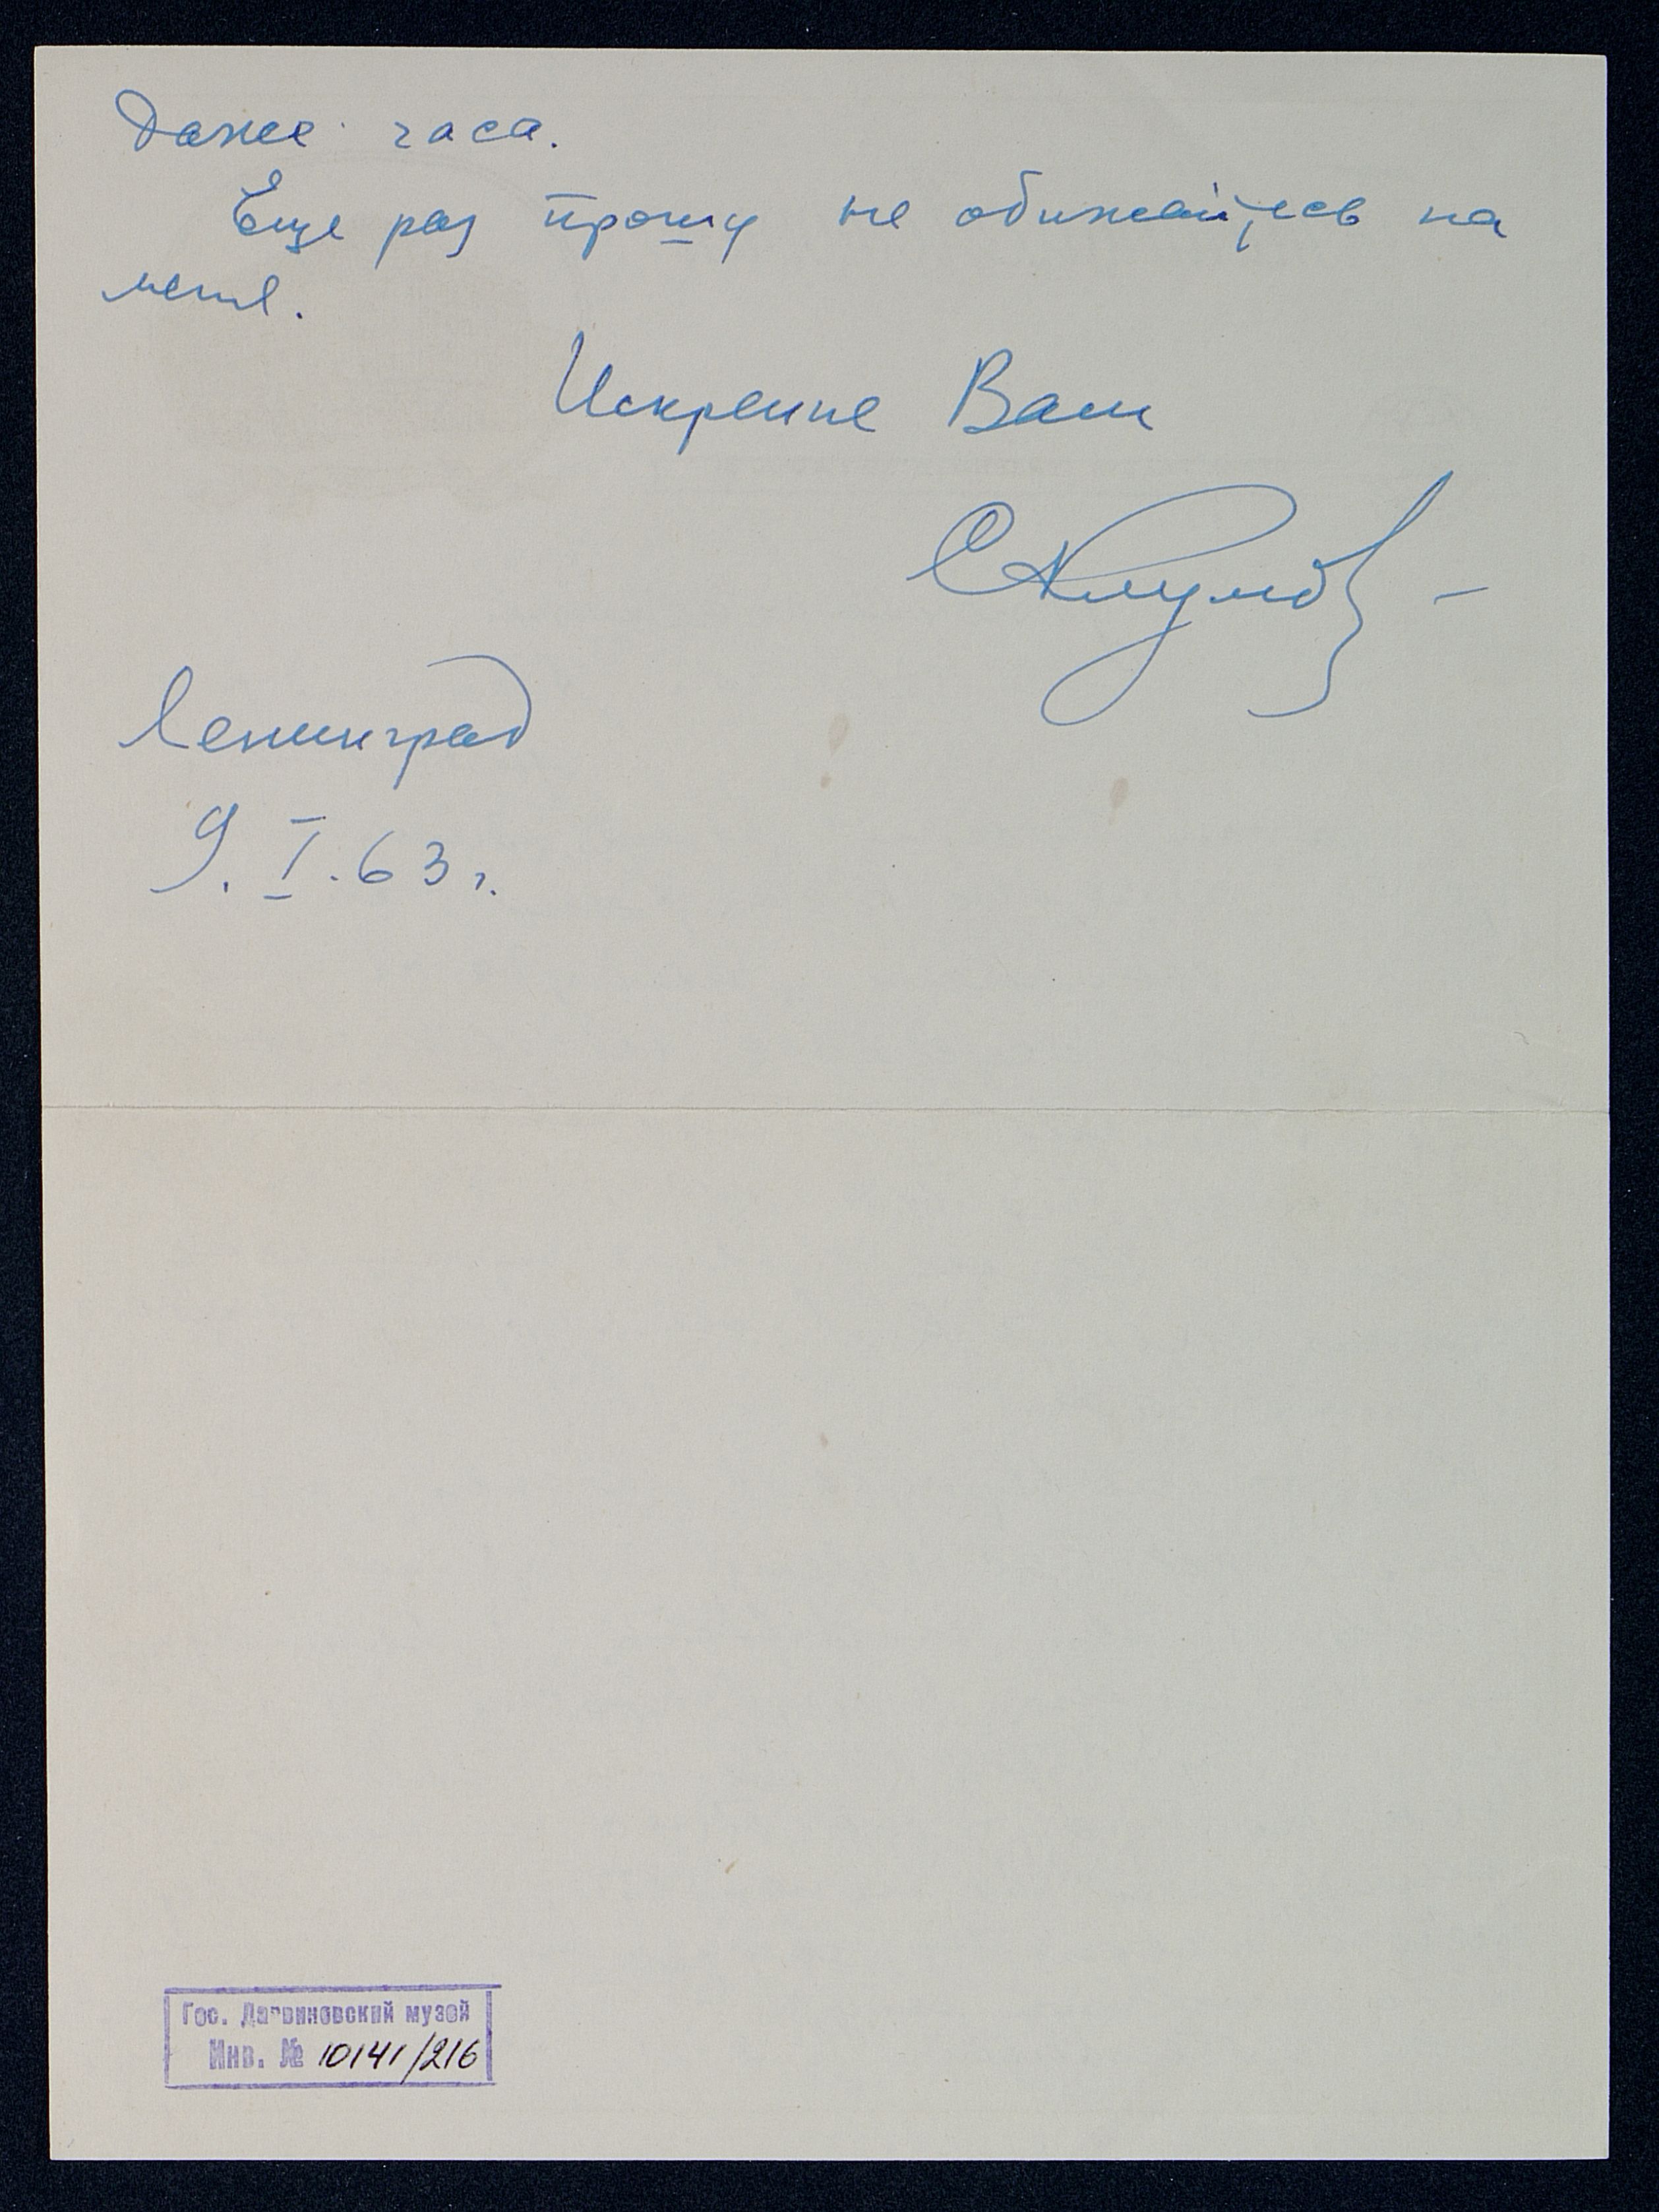 даже часа.
Еще раз прошу не обижайтесь на
меня.
Искренне Ваш
СКлумов
Ленинград
9. I. 63 г.
Гос. Дарвиновский музей
Инв. № 10141/216